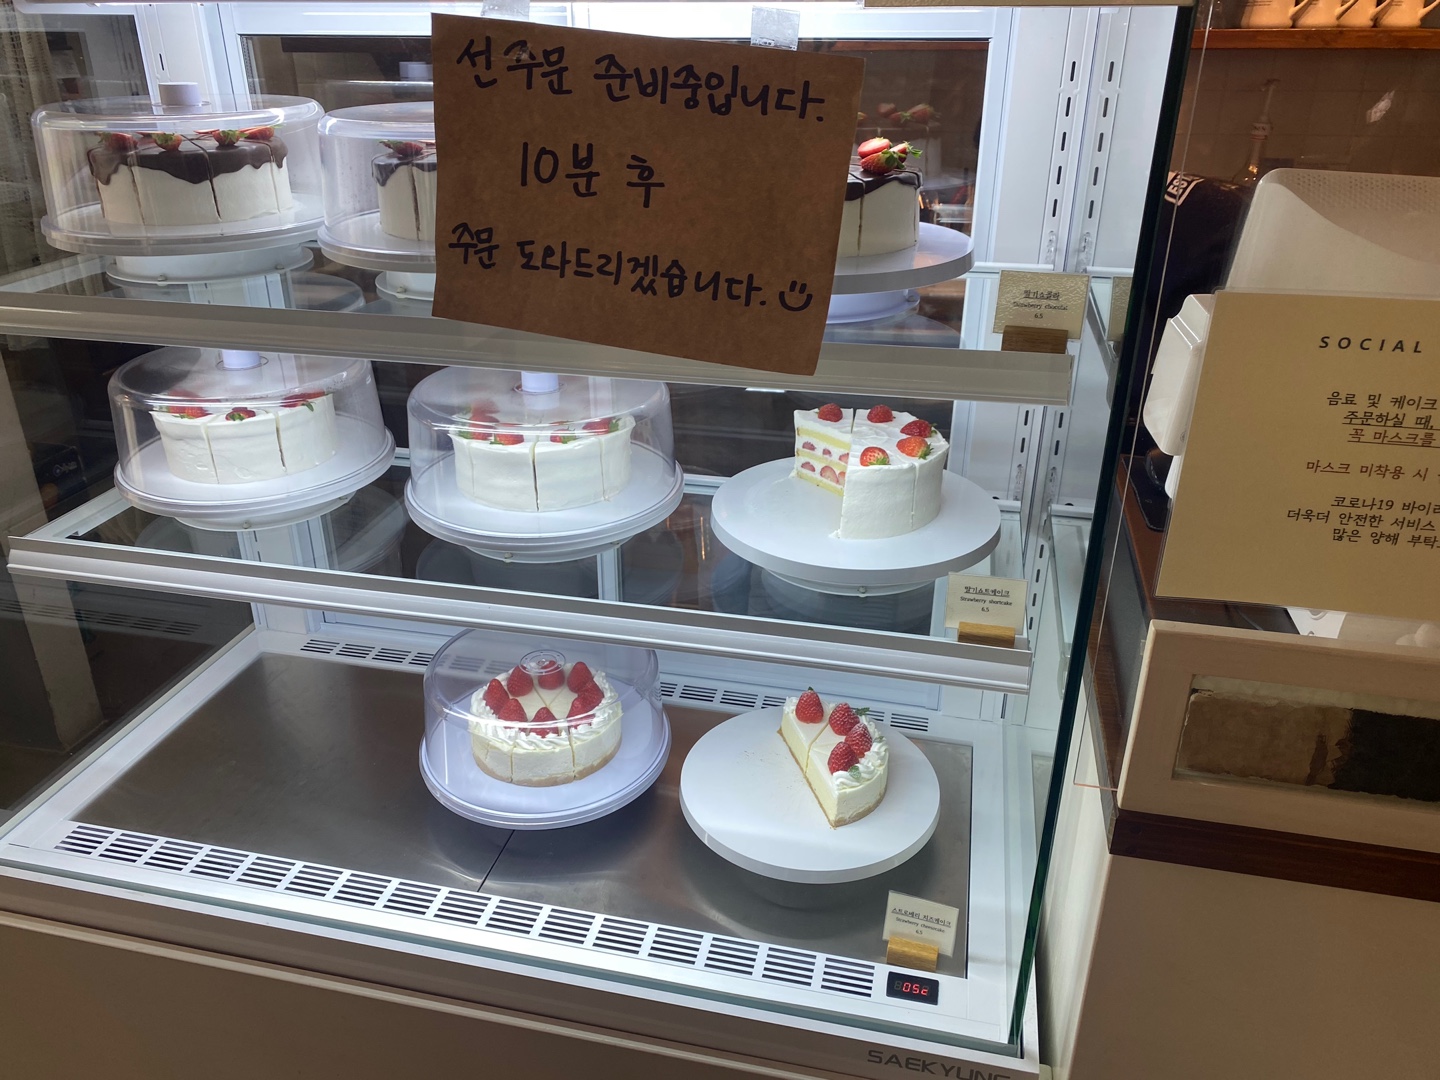 선주문 준비중입니다.
10분 후
주문 도와드리겠습니다.
딸기쇼콜라
Strawberry chocolat
6.5
딸기쇼트케이크
Strawberry shortcake
6.5
스트로베리 치즈케이크
Strawberry cheesecake
6.5
05c
SAEKYUNG
SOCIAL
음료 및 케이크
주문하실 때,
꼭 마스크를
마스크 미착용 시
코로나19 바이러
더욱더 안전한 서비스
많은 양해 부탁